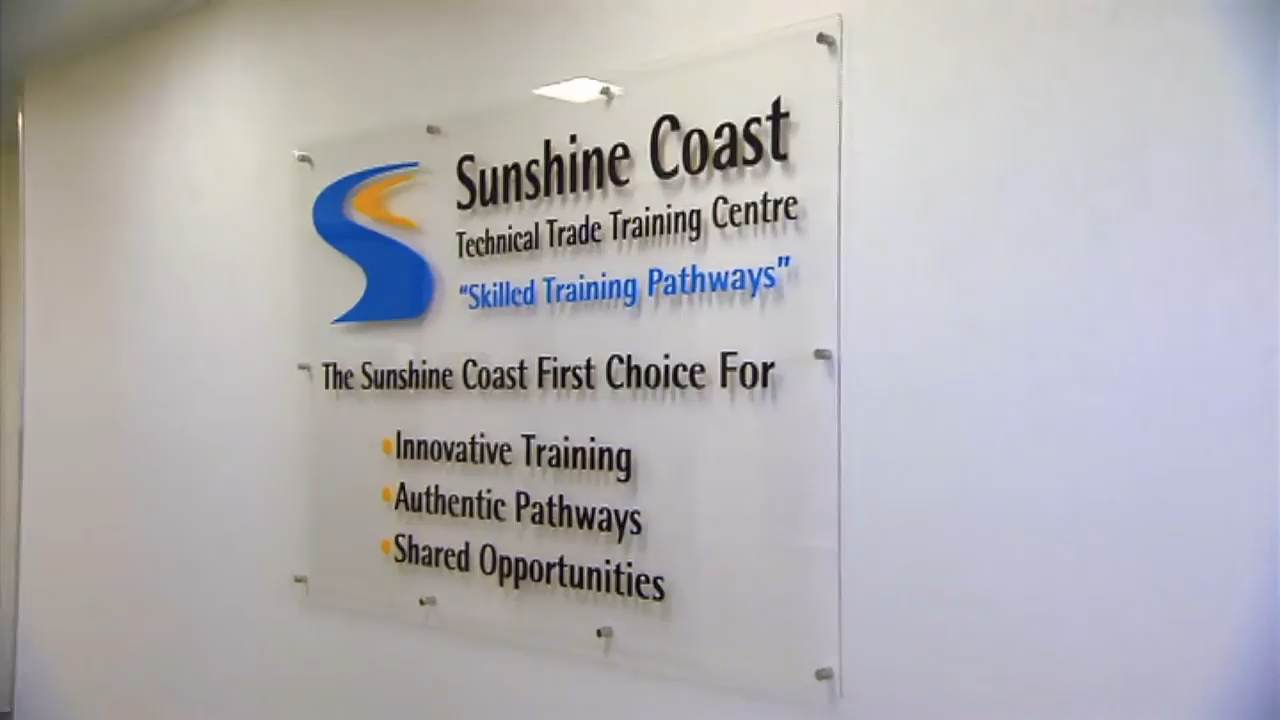 Sunshine Coast
Technical Trade Training Centre
"Skilled Training Pathways"
The Sunshine Coast First Choice For
•Innovative Training
•Authentic Pathways
•Shared Opportunities